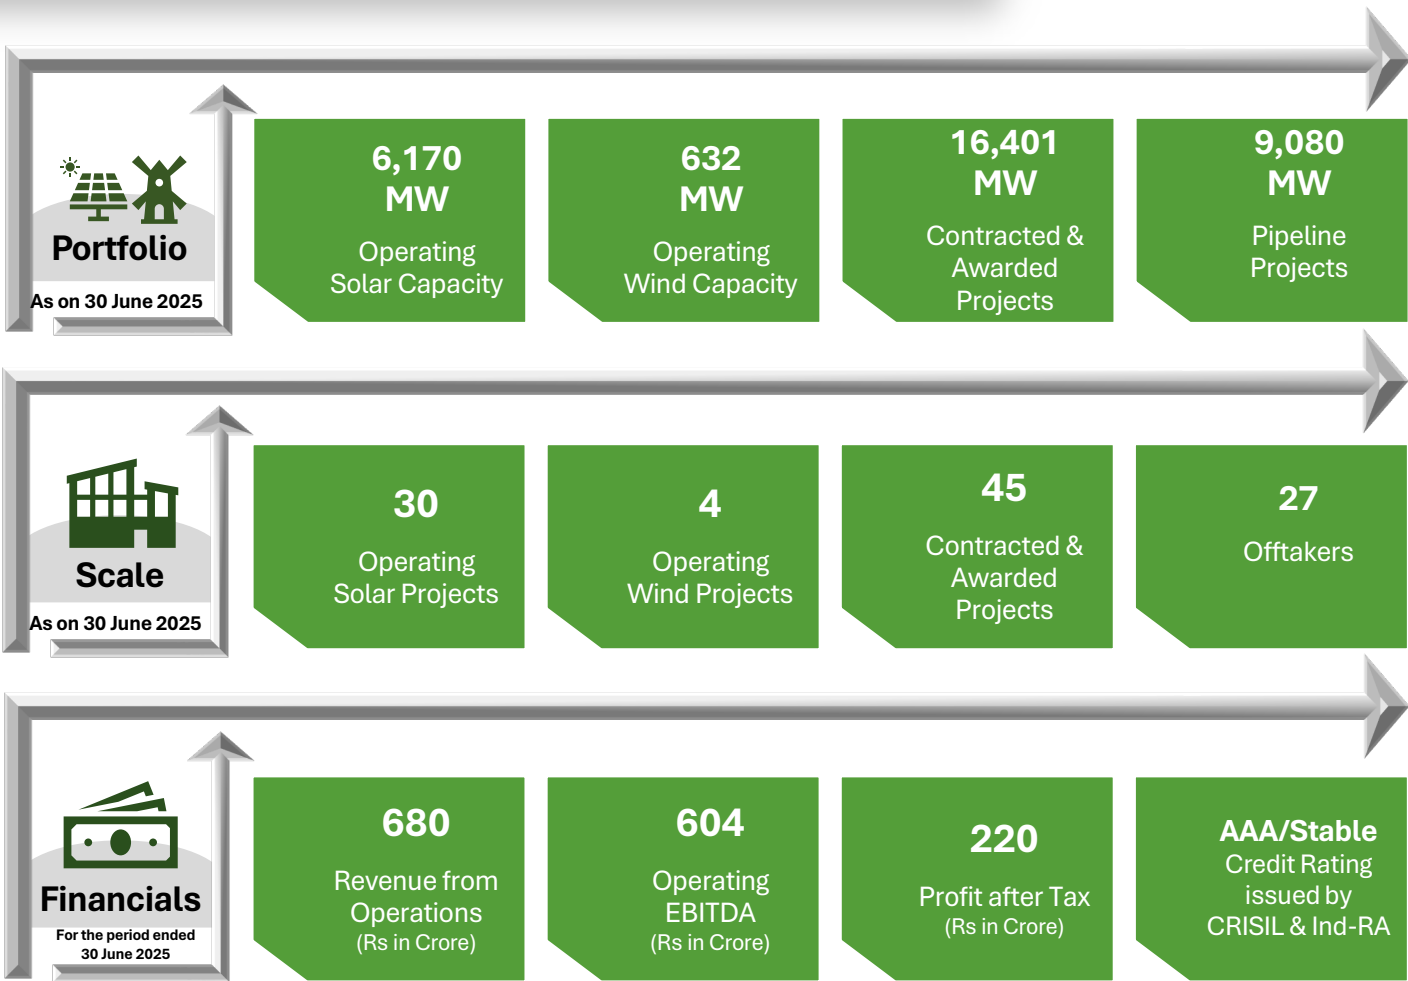 Portfolio
As on 30 June 2025
6,170
MW
Operating
Solar Capacity
632
MW
Operating
Wind Capacity
16,401
MW
Contracted &
Awarded
Projects
9,080
MW
Pipeline
Projects
Scale
As on 30 June 2025
30
Operating
Solar Projects
4
Operating
Wind Projects
45
Contracted &
Awarded
Projects
27
Offtakers
Financials
For the period ended
30 June 2025
680
Revenue from
Operations
(Rs in Crore)
604
Operating
EBITDA
(Rs in Crore)
220
Profit after Tax
(Rs in Crore)
AAA/Stable
Credit Rating
issued by
CRISIL & Ind-RA